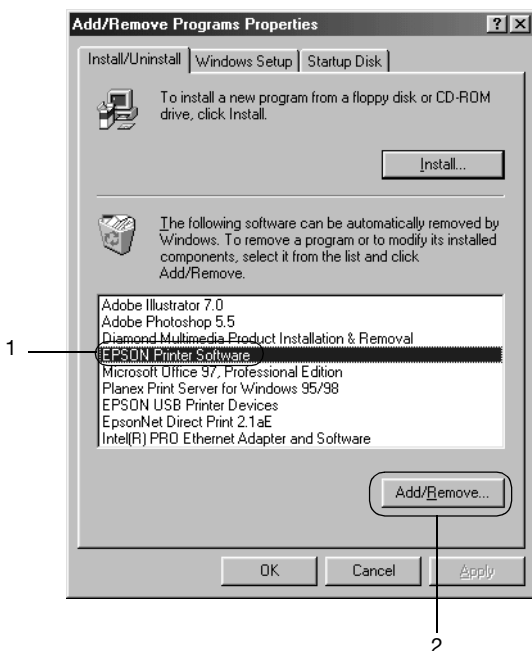 Add/Remove Programs Properties
Install/Uninstall Windows Setup Startup Disk
To install a new program from a floppy disk or CD-ROM
drive, click Install.
Install...
The following software can be automatically removed by
Windows. To remove a program or to modify its installed
components, select it from the list and click
Add/Remove.
Adobe Illustrator 7.0
Adobe Photoshop 5.5
Diamond Multimedia Product Installation & Removal
1
EPSON Printer Software
Microsoft Office 97, Professional Edition
Planex Print Server for Windows 95/98
EPSON USB Printer Devices
EpsonNet Direct Print 2.1aE
Intel(R) PRO Ethernet Adapter and Software
Add/Remove...
OK Cancel Apply
2